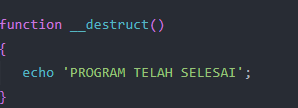 function __destruct()
{
echo 'PROGRAM TELAH SELESAI';
}